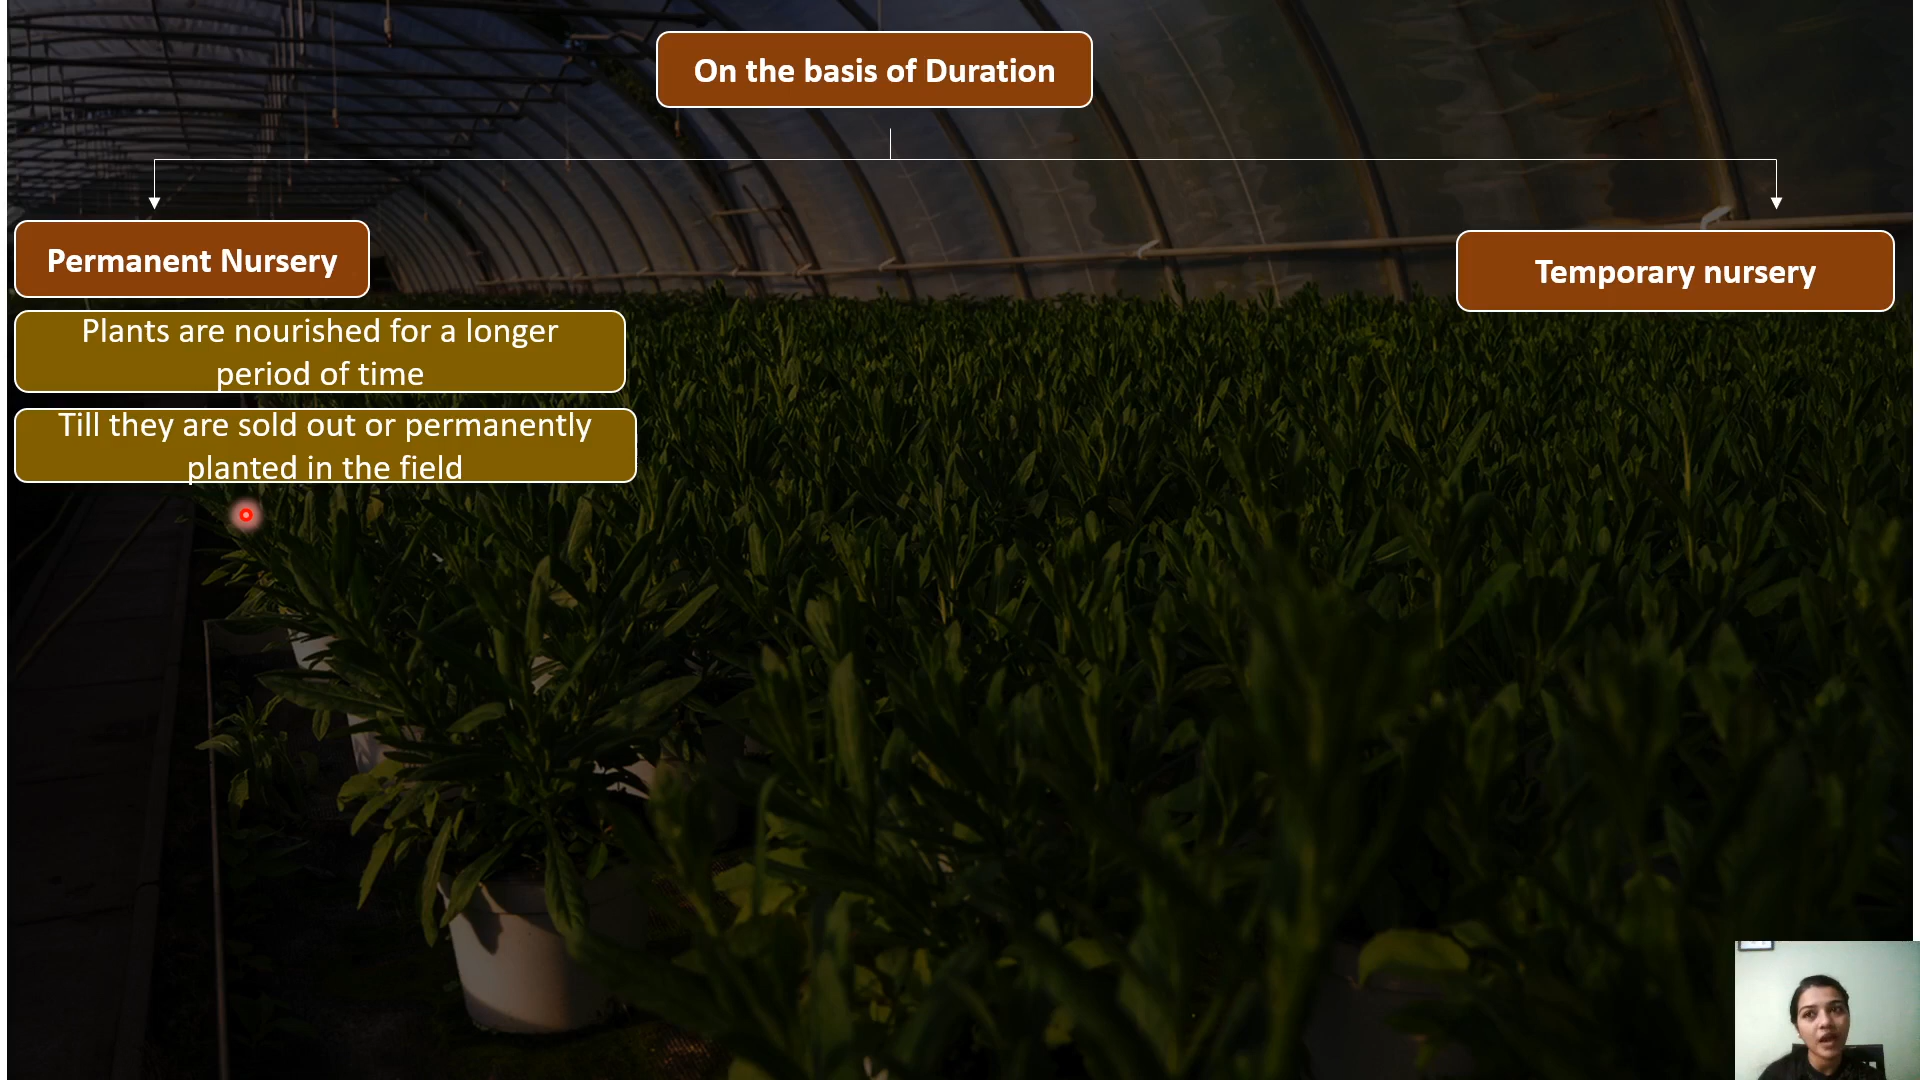 On the basis of Duration
Permanent Nursery
Temporary nursery
Plants are nourished for a longer
period of time
Till they are sold out or permanently
planted in the field